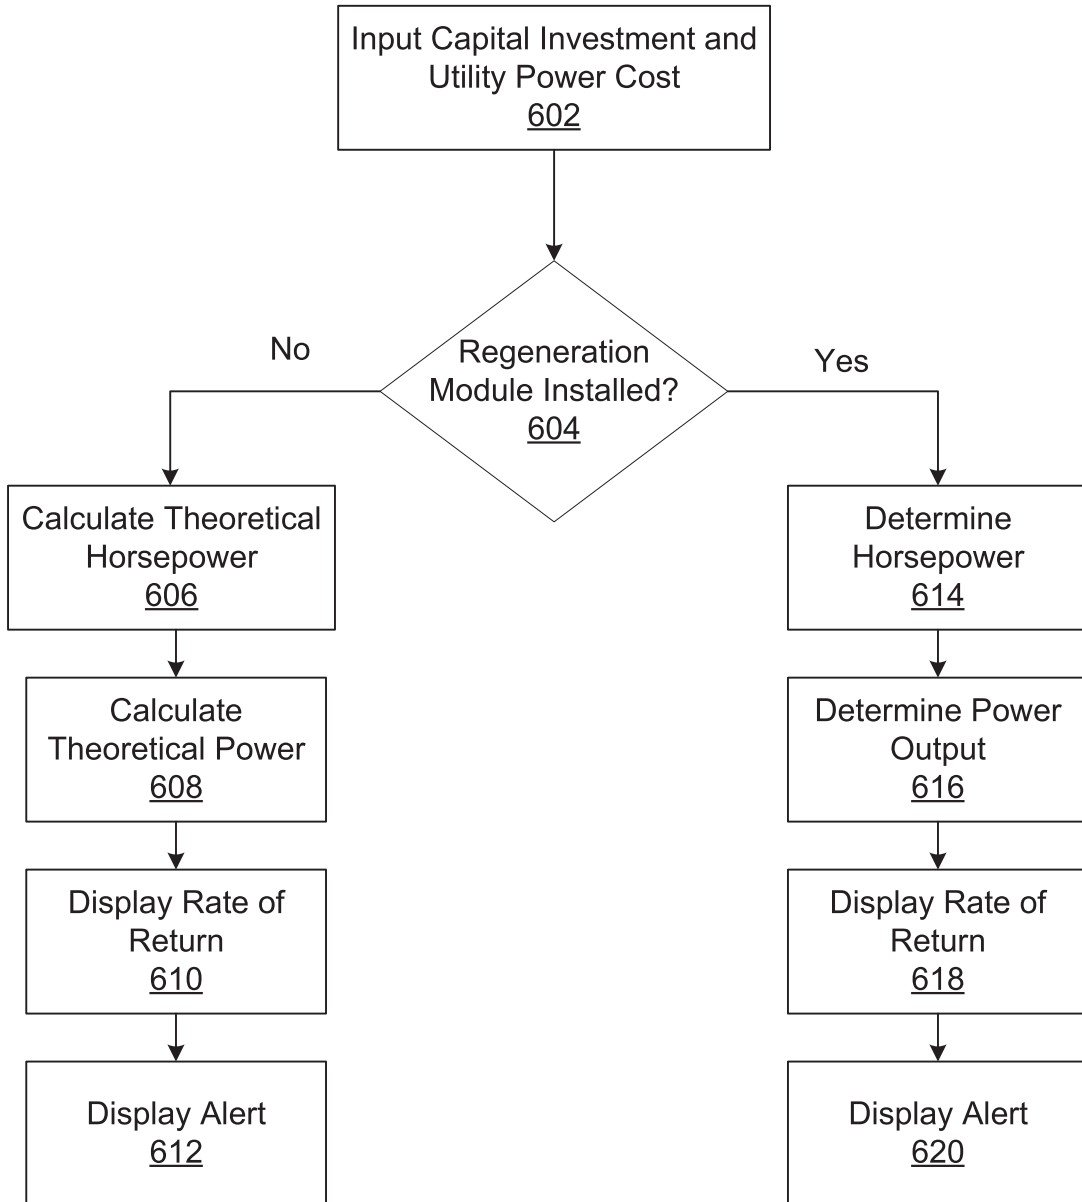 Input Capital Investment and
Utility Power Cost
602
No
Regeneration
Module Installed?
604
Yes
Calculate Theoretical
Horsepower
606
Calculate
Theoretical Power
608
Display Rate of
Return
610
Display Alert
612
Determine
Horsepower
614
Determine Power
Output
616
Display Rate of
Return
618
Display Alert
620